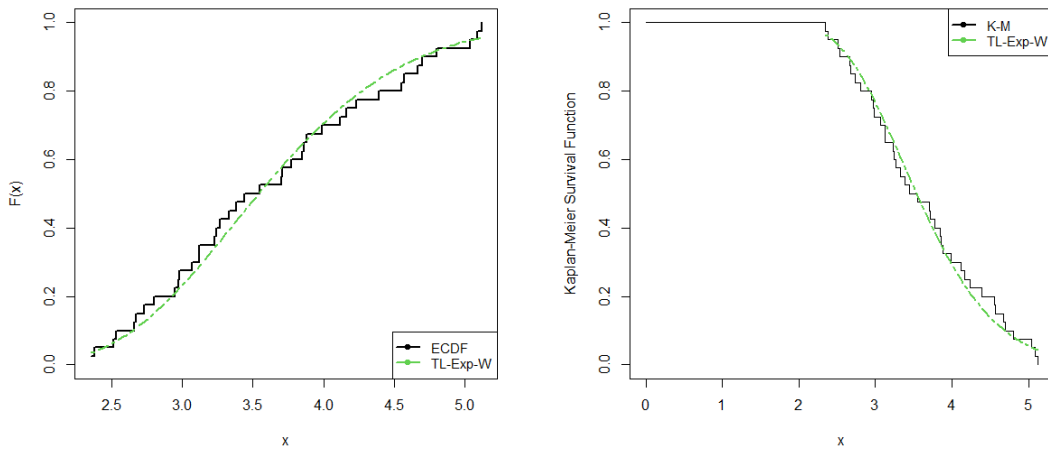 F(x)
1.0
0.8
0.6
0.4
0.2
0.0
2.5 3.0 3.5 4.0 4.5 5.0
x
ECDF
TL-Exp-W
Kaplan-Meier Survival Function
1.0
0.8
0.6
0.4
0.2
0.0
0 1 2 3 4 5
x
K-M
TL-Exp-W